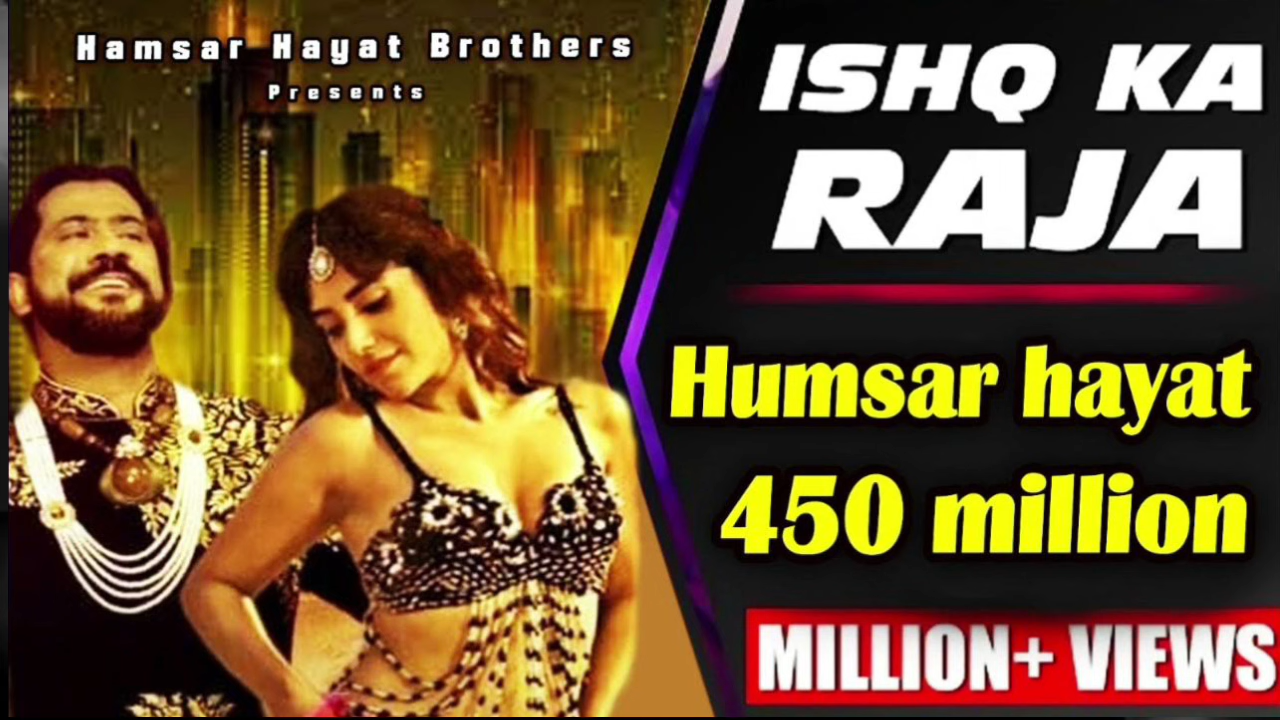 Hamsar Hayat Brothers
Presents
ISHQ KA
RAJA
Humsar hayat
450 million
MILLION+ VIEWS